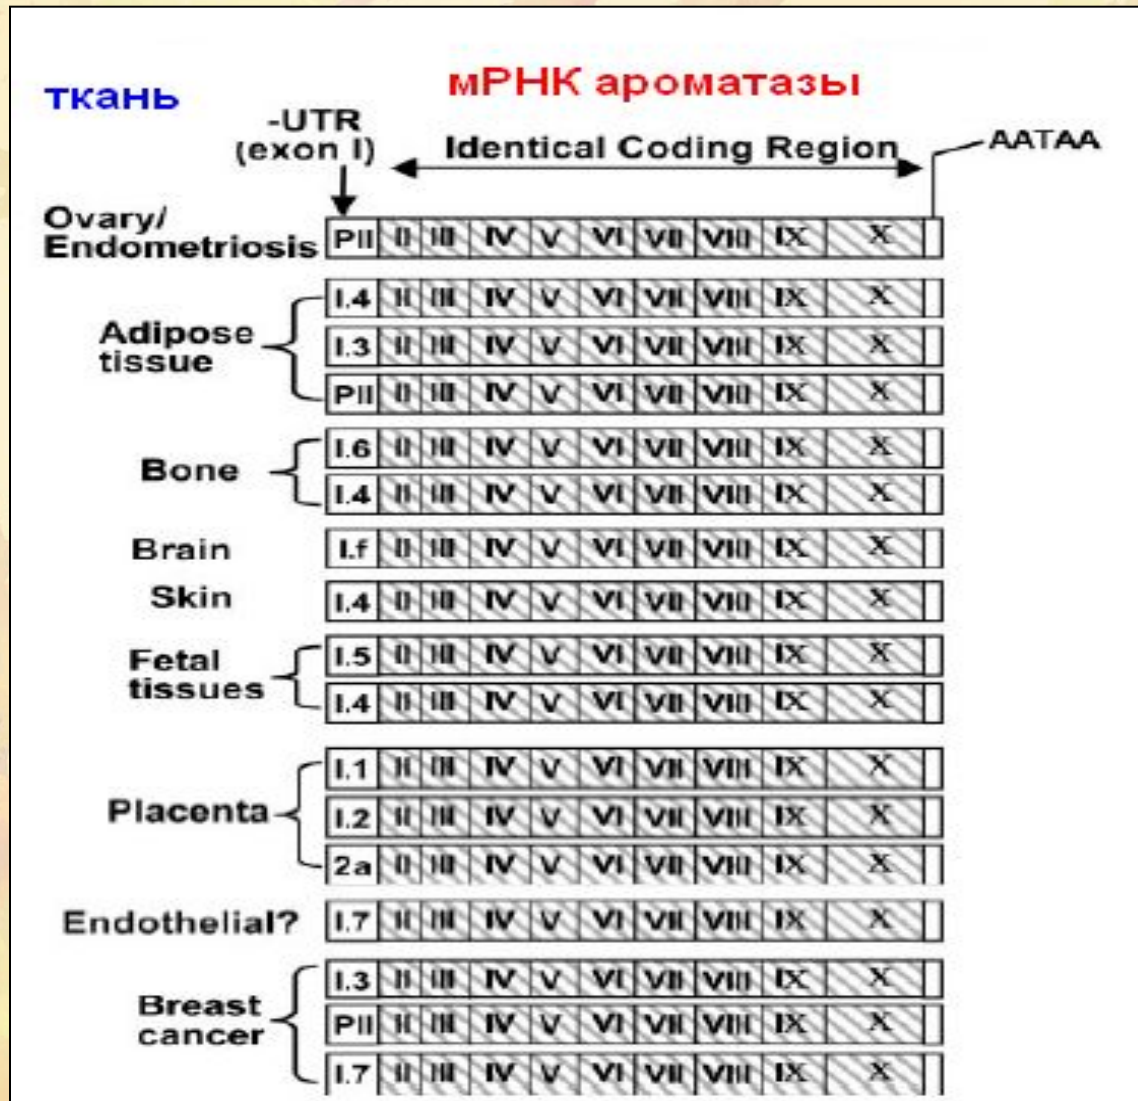 ткань
мРНК ароматазы
-UTR
(exon I)
Identical Coding Region
AATAA
Ovary/
Endometriosis
PII II III IV V VI VII VIII IX X
Adipose
tissue
I.4 II III IV V VI VII VIII IX X
I.3 II III IV V VI VII VIII IX X
PII II III IV V VI VII VIII IX X
Bone
I.6 II III IV V VI VII VIII IX X
I.4 II III IV V VI VII VIII IX X
Brain
I.f II III IV V VI VII VIII IX X
Skin
I.4 II III IV V VI VII VIII IX X
Fetal
tissues
I.5 II III IV V VI VII VIII IX X
I.4 II III IV V VI VII VIII IX X
Placenta
I.1 II III IV V VI VII VIII IX X
I.2 II III IV V VI VII VIII IX X
2a II III IV V VI VII VIII IX X
Endothelial?
I.7 II III IV V VI VII VIII IX X
Breast
cancer
I.3 II III IV V VI VII VIII IX X
PII II III IV V VI VII VIII IX X
I.7 II III IV V VI VII VIII IX X